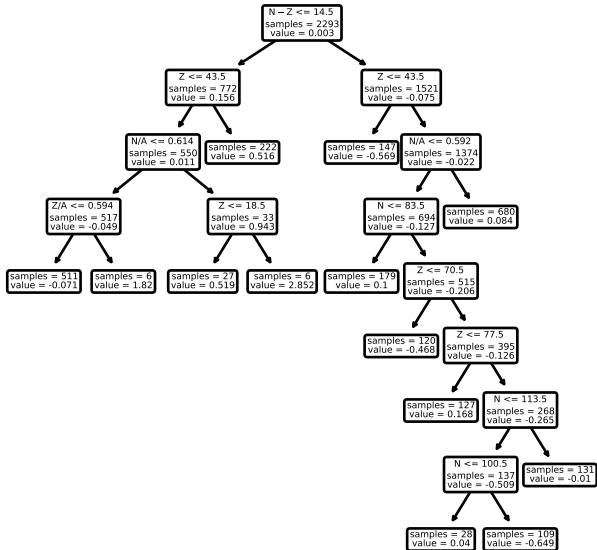 N − Z <= 14.5
samples = 2293
value = 0.003
Z <= 43.5
samples = 772
value = 0.156
Z <= 43.5
samples = 1521
value = -0.075
N/A <= 0.614
samples = 550
value = 0.011
samples = 222
value = 0.516
samples = 147
value = -0.569
N/A <= 0.592
samples = 1374
value = -0.022
Z/A <= 0.594
samples = 517
value = -0.049
Z <= 18.5
samples = 33
value = 0.943
N <= 83.5
samples = 694
value = -0.127
samples = 680
value = 0.084
samples = 511
value = -0.071
samples = 6
value = 1.82
samples = 27
value = 0.519
samples = 6
value = 2.852
samples = 179
value = 0.1
Z <= 70.5
samples = 515
value = -0.206
samples = 120
value = -0.468
Z <= 77.5
samples = 395
value = -0.126
samples = 127
value = 0.168
N <= 113.5
samples = 268
value = -0.265
N <= 100.5
samples = 137
value = -0.509
samples = 131
value = -0.01
samples = 28
value = 0.04
samples = 109
value = -0.649